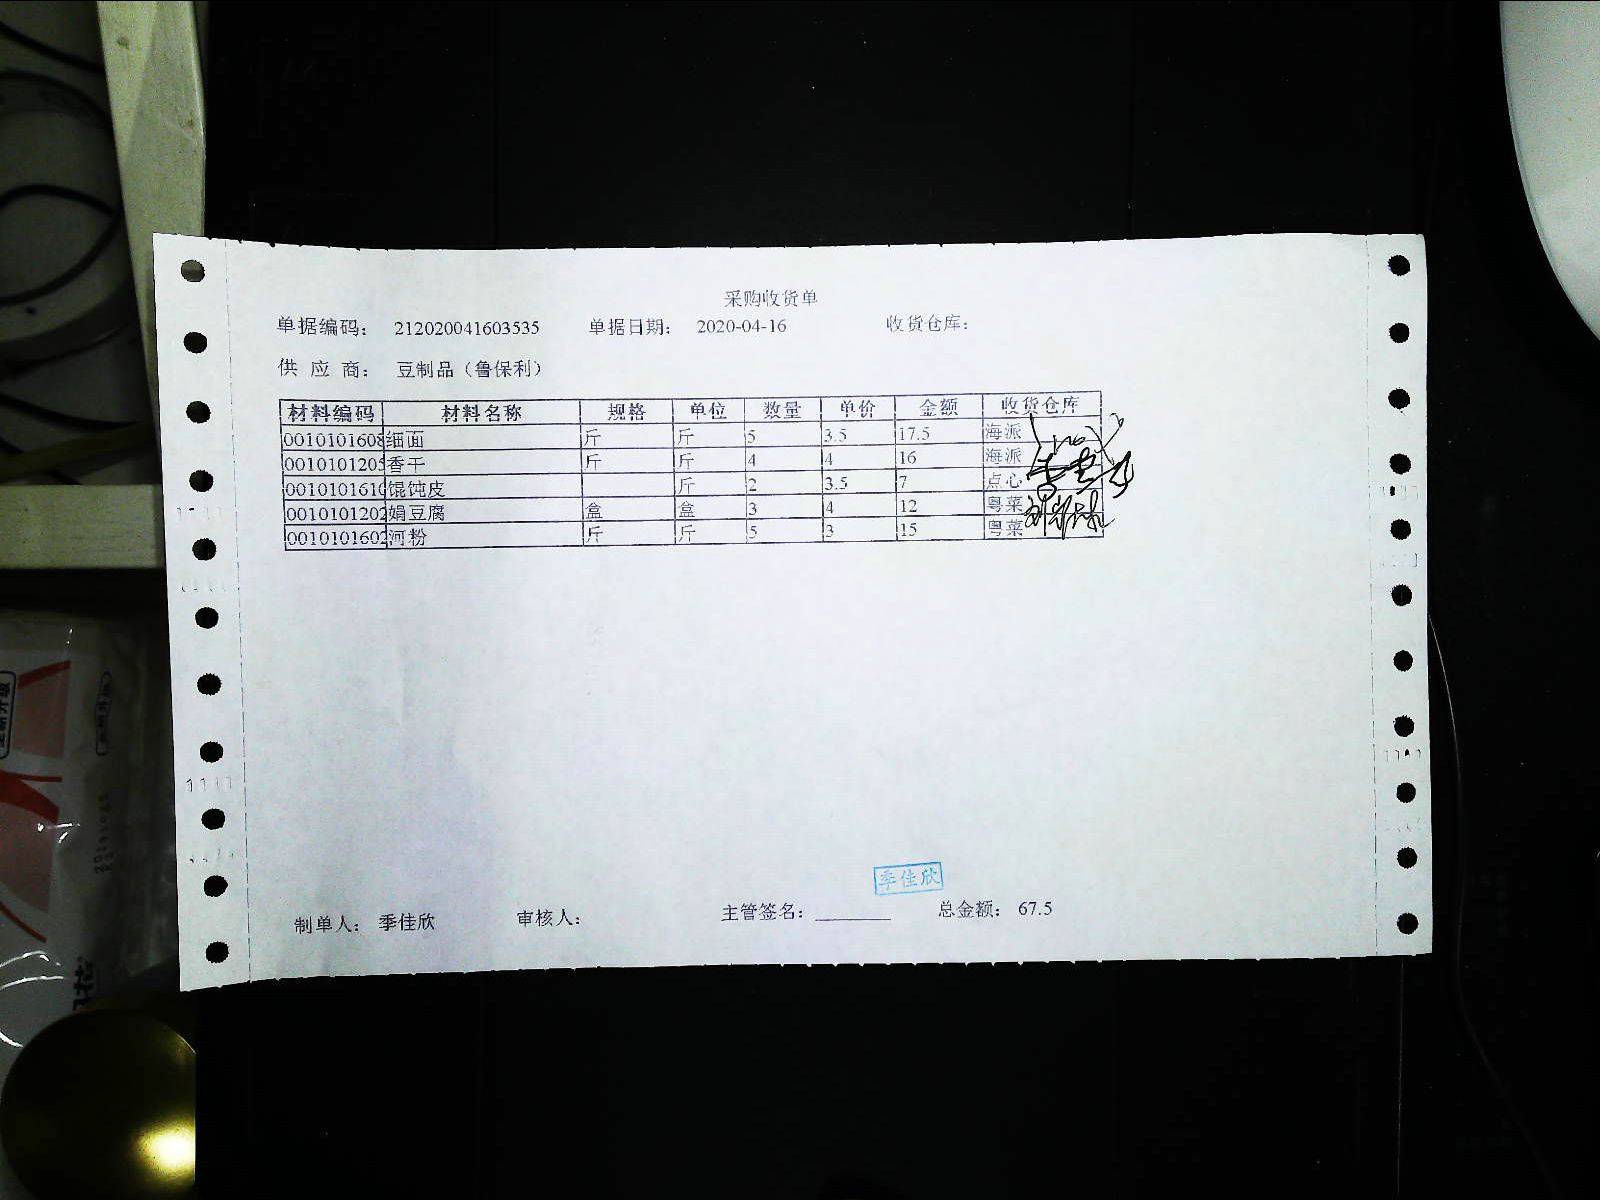 采购收货单
单据编码： 212020041603535 单据日期： 2020-04-16 收货仓库：
供 应 商： 豆制品（鲁保利）
材料编码 材料名称 规格 单位 数量 单价 金额 收货仓库
0010101608 细面 斤 斤 5 3.5 17.5 海派
0010101205 香干 斤 斤 4 4 16 海派
0010101610 馄饨皮 斤 2 3.5 7 点心
0010101202 娟豆腐 盒 盒 3 4 12 粤菜
0010101602 河粉 斤 斤 5 3 15 粤菜
季佳欣
制单人： 季佳欣 审核人： 主管签名： 总金额： 67.5